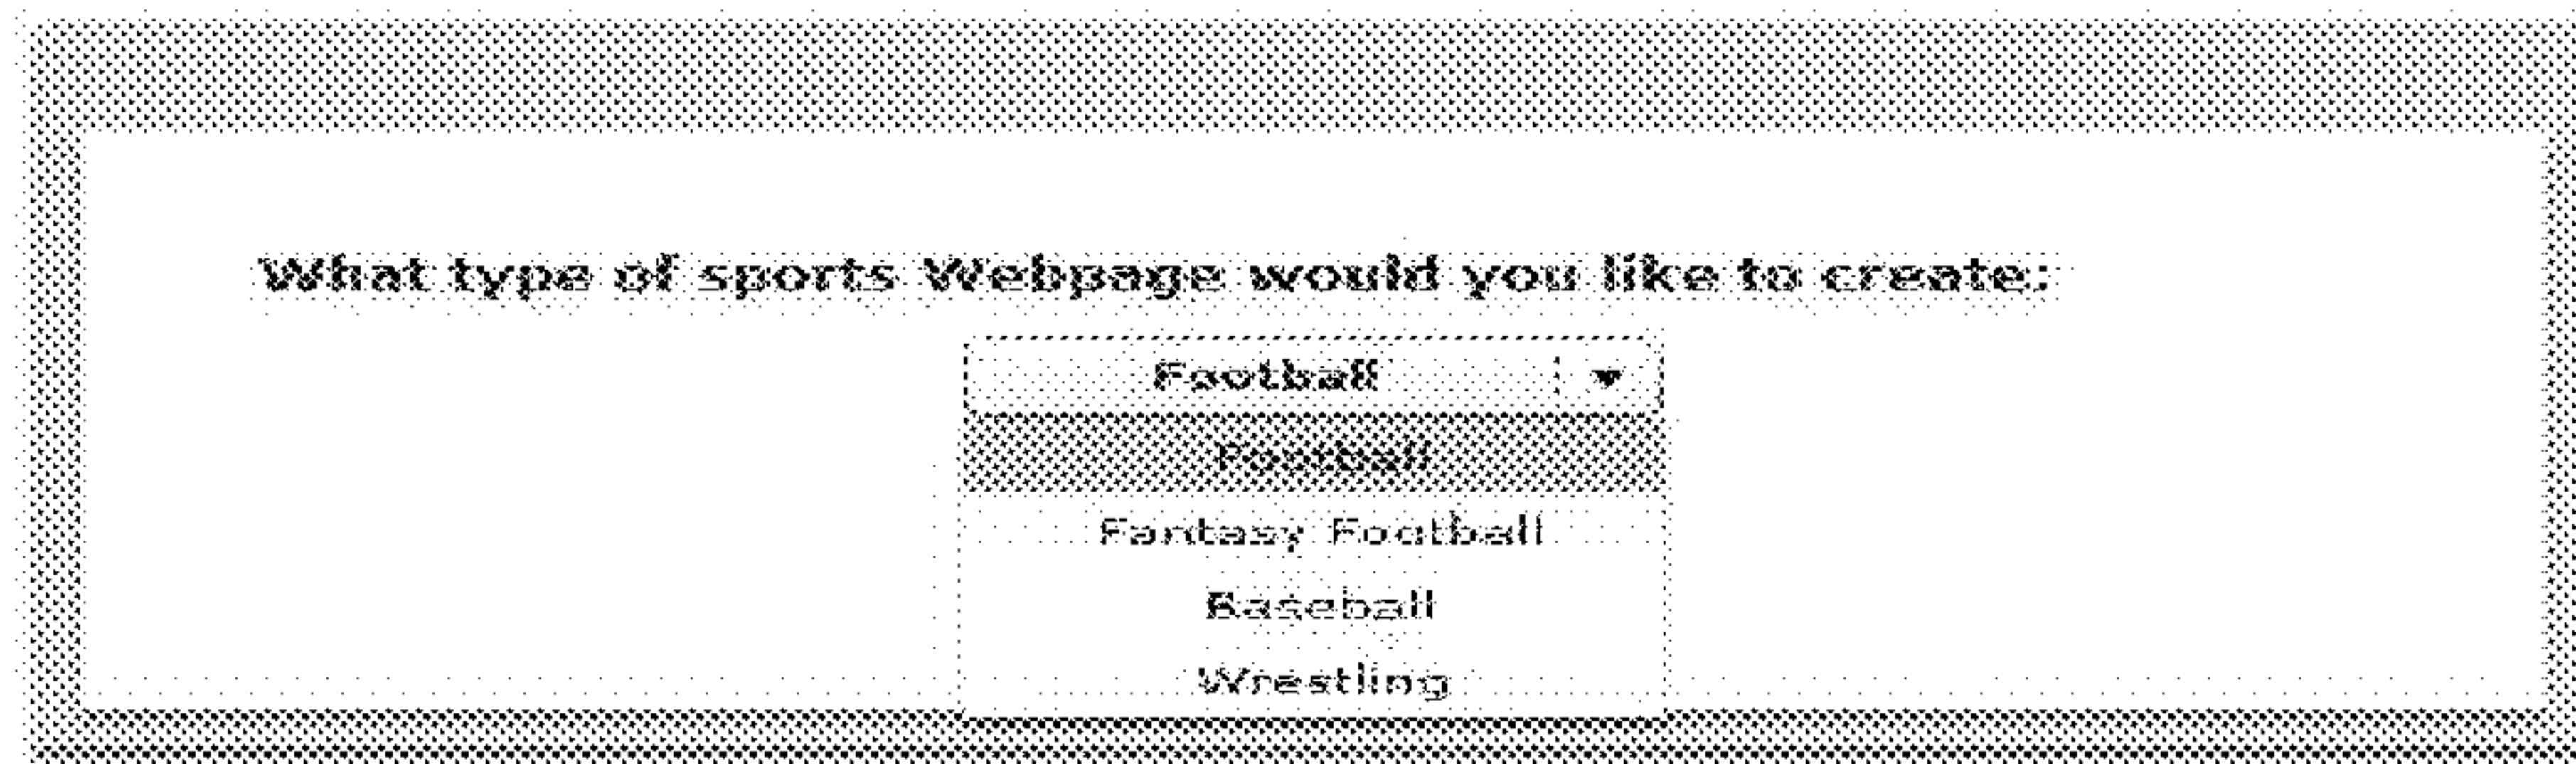 What type of sports Webpage would you like to create:
Football
Football
Fantasy Football
Baseball
Wrestling